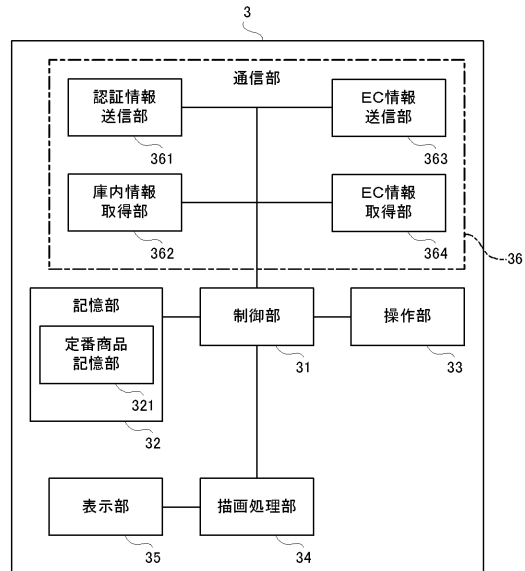 3
通信部
認証情報
送信部
361
EC情報
送信部
363
庫内情報
取得部
362
EC情報
取得部
364
36
記憶部
定番商品
記憶部
321
32
制御部
31
操作部
33
表示部
35
描画処理部
34